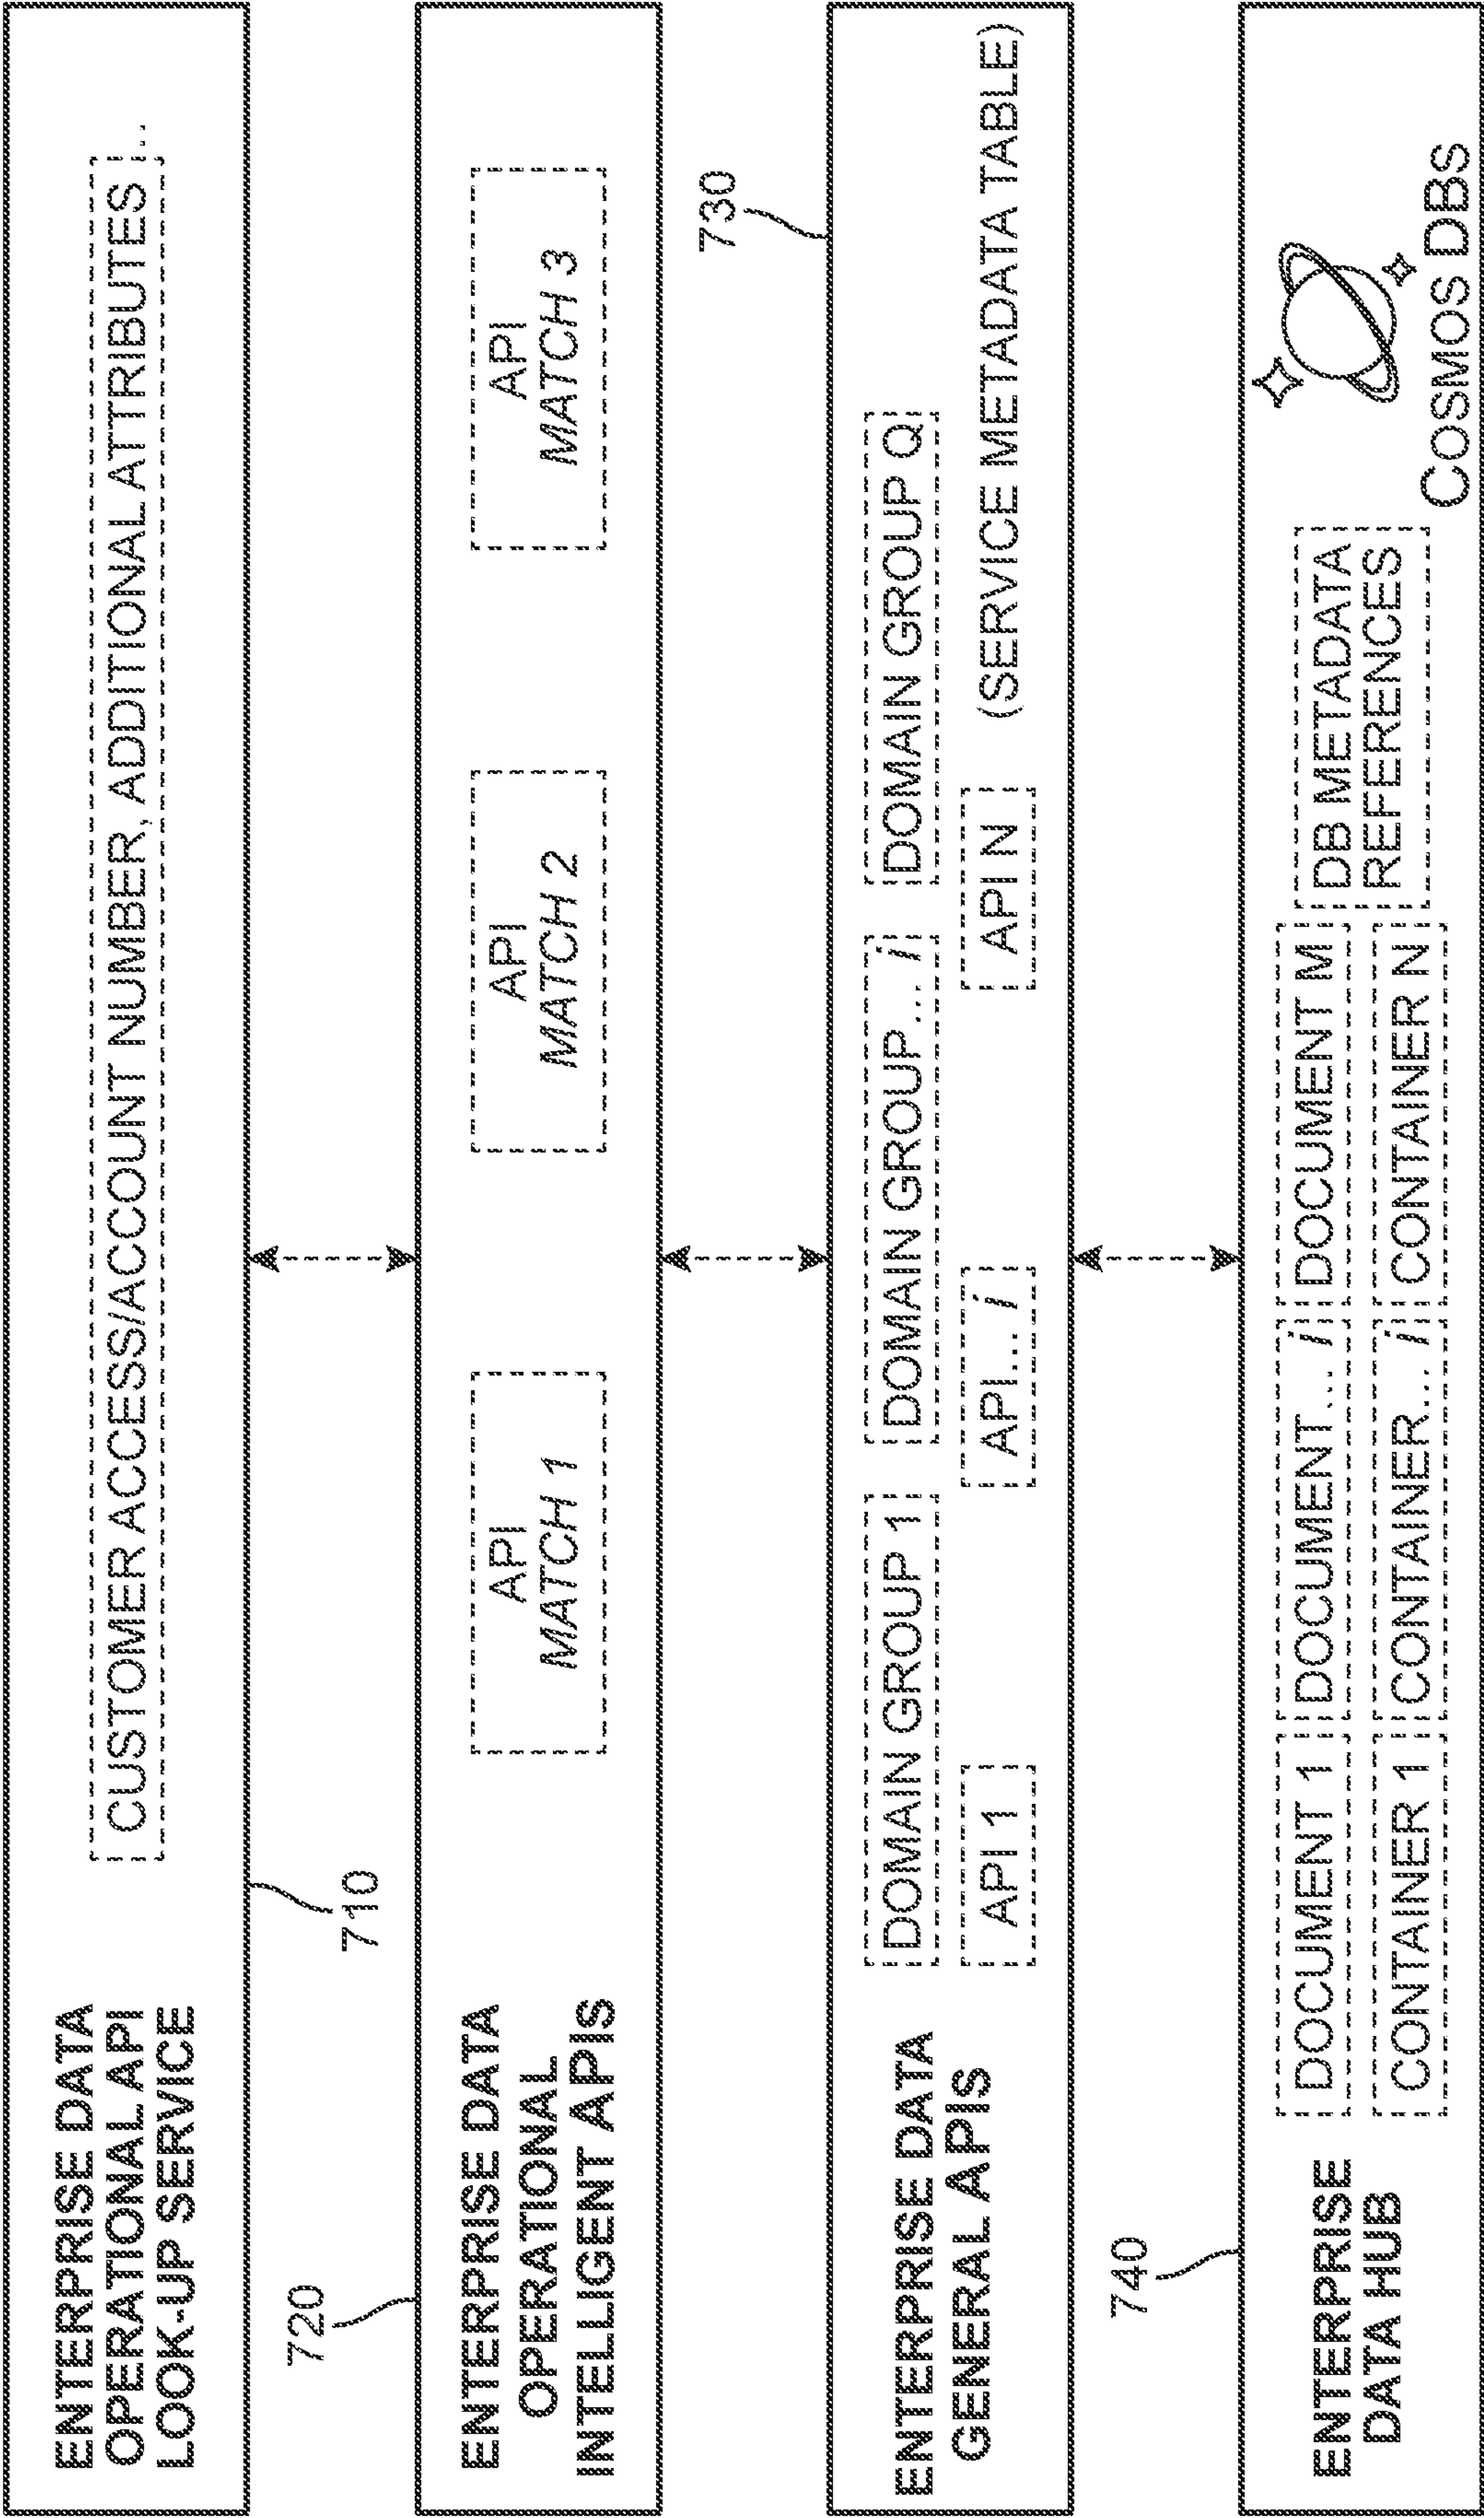 ENTERPRISE DATA
OPERATIONAL API
LOOK-UP SERVICE
CUSTOMER ACCESS/ACCOUNT NUMBER, ADDITIONAL ATTRIBUTES ...
710
720
ENTERPRISE DATA
OPERATIONAL
INTELLIGENT APIs
API
MATCH 1
API
MATCH 2
API
MATCH 3
730
ENTERPRISE DATA
GENERAL APIs
DOMAIN GROUP 1
DOMAIN GROUP... i
DOMAIN GROUP Q
API 1
API... i
API N
(SERVICE METADATA TABLE)
740
ENTERPRISE
DATA HUB
DOCUMENT 1
DOCUMENT... i
DOCUMENT M
CONTAINER 1
CONTAINER... i
CONTAINER N
DB METADATA
REFERENCES
COSMOS DBs